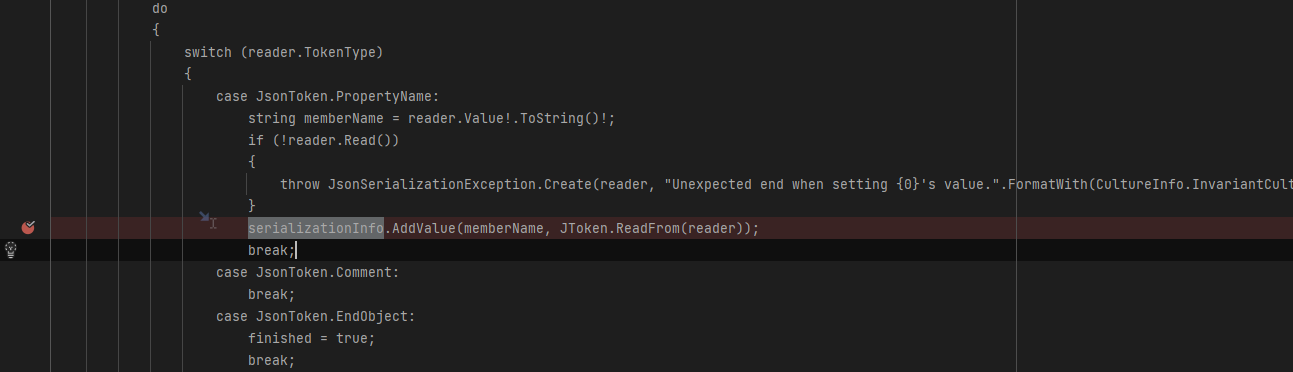 do
{
switch (reader.TokenType)
{
case JsonToken.PropertyName:
string memberName = reader.Value!.ToString()!;
if (!reader.Read())
{
throw JsonSerializationException.Create(reader, "Unexpected end when setting {0}'s value.".FormatWith(CultureInfo.InvariantCult
}
serializationInfo.AddValue(memberName, JToken.ReadFrom(reader));
break;
case JsonToken.Comment:
break;
case JsonToken.EndObject:
finished = true;
break;